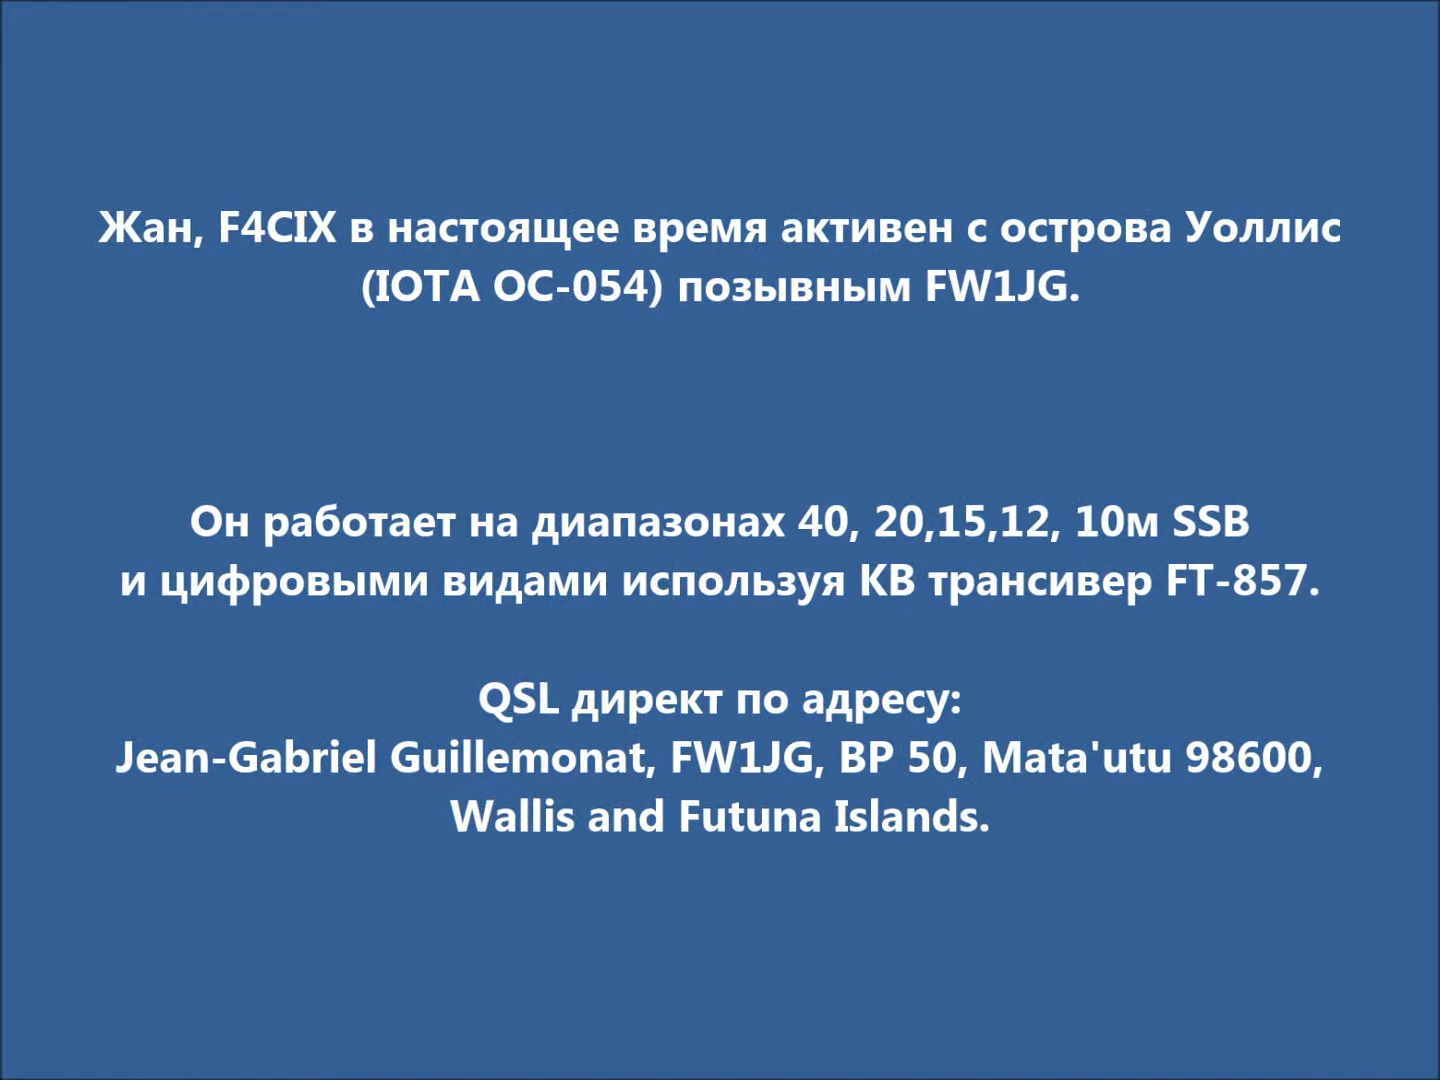 Жан, F4CIX в настоящее время активен с острова Уоллис
(IOTA OC-054) позывным FW1JG.
Он работает на диапазонах 40, 20,15,12, 10м SSB
и цифровыми видами используя КВ трансивер FT-857.
QSL директ по адресу:
Jean-Gabriel Guillemonat, FW1JG, BP 50, Mata'utu 98600,
Wallis and Futuna Islands.